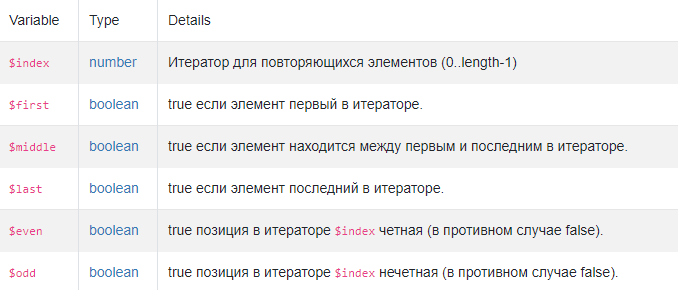 Variable Type Details
$index number Итератор для повторяющихся элементов (0..length-1)
$first boolean true если элемент первый в итераторе.
$middle boolean true если элемент находится между первым и последним в итераторе.
$last boolean true если элемент последний в итераторе.
$even boolean true позиция в итераторе $index четная (в противном случае false).
$odd boolean true позиция в итераторе $index нечетная (в противном случае false).